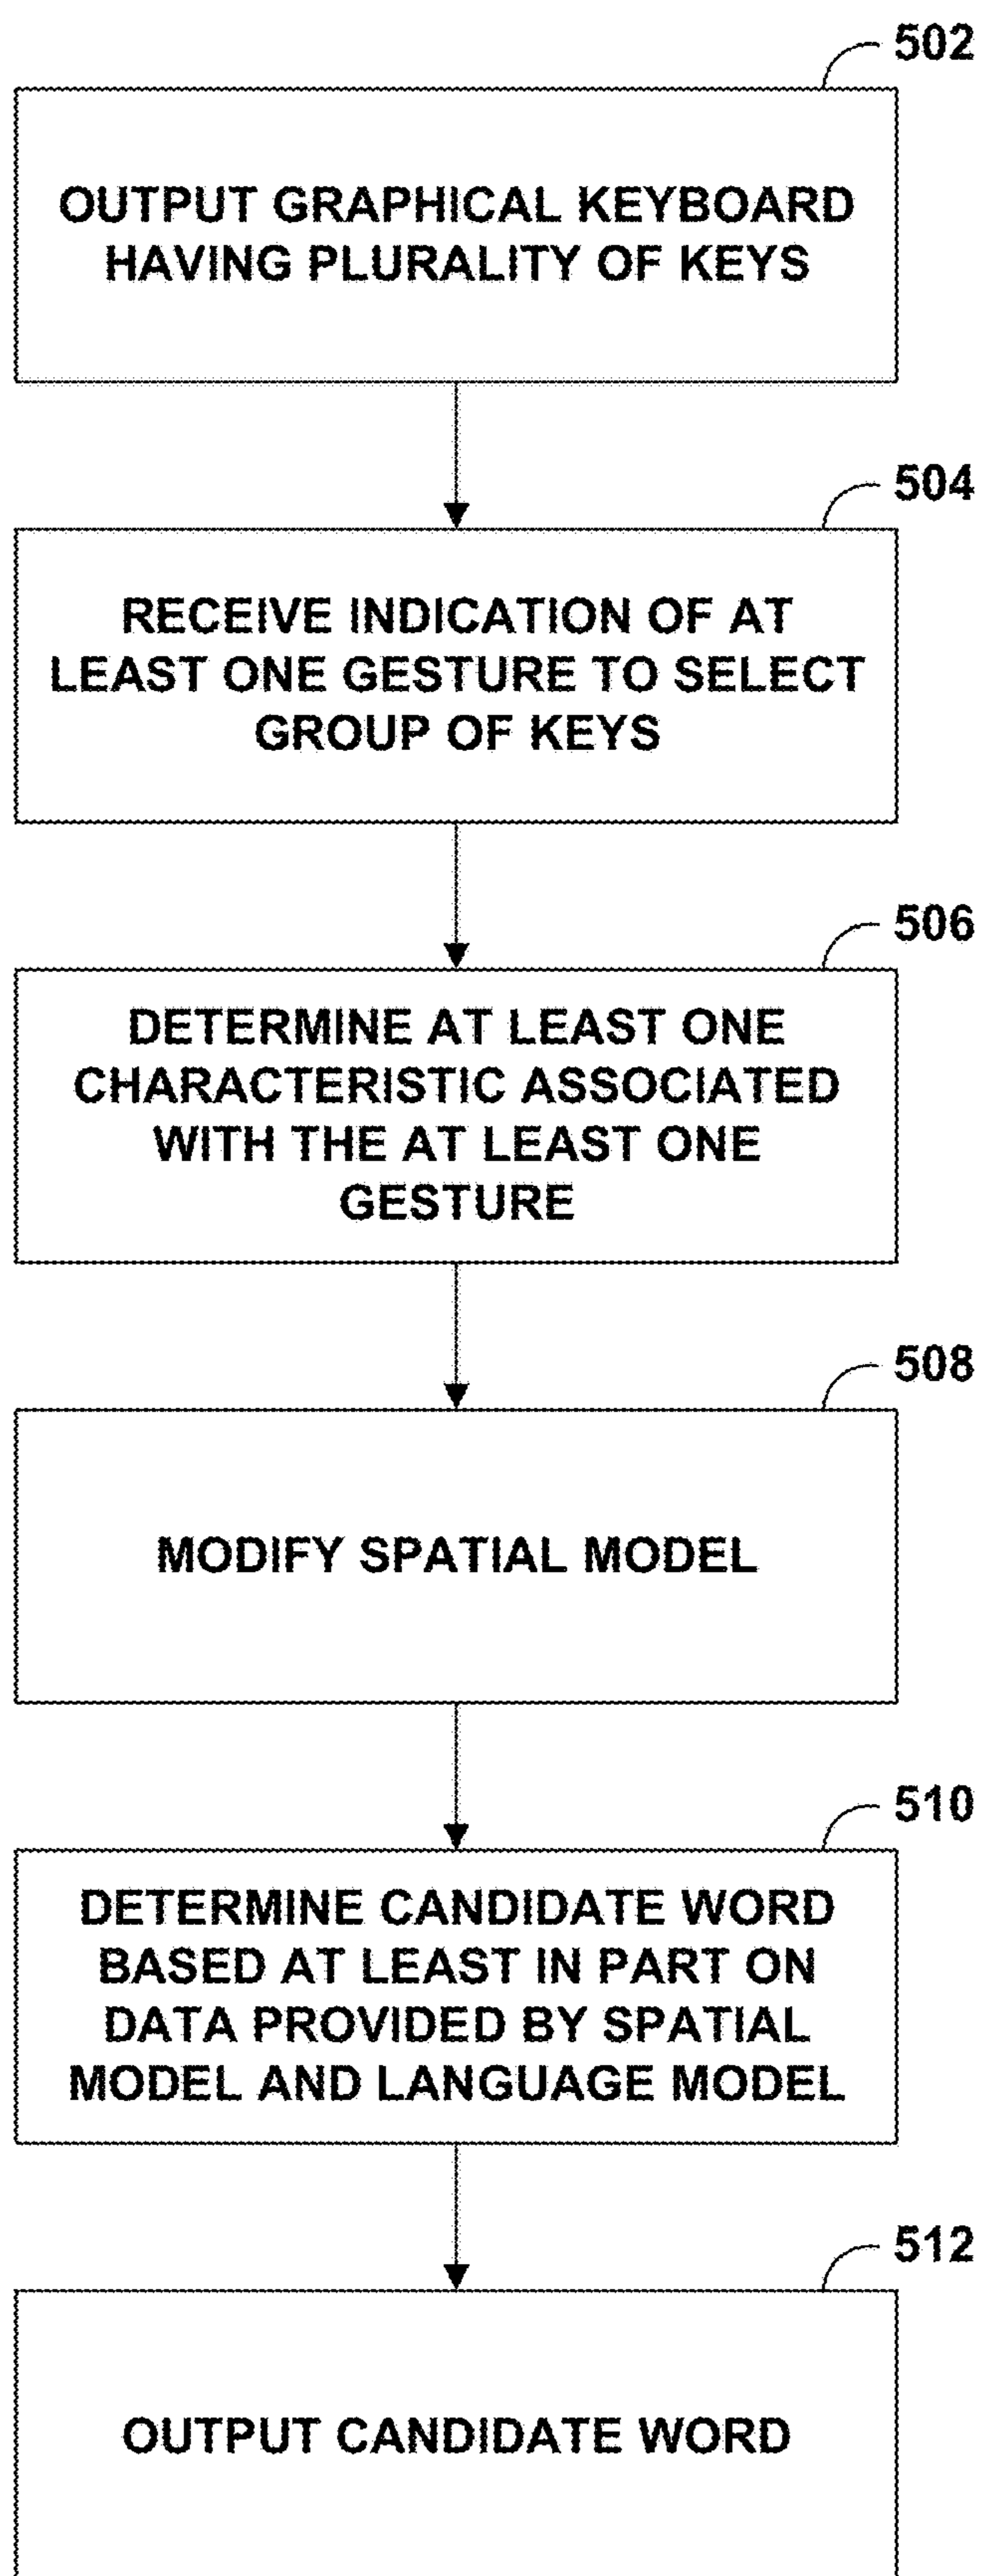 502
OUTPUT GRAPHICAL KEYBOARD
HAVING PLURALITY OF KEYS
504
RECEIVE INDICATION OF AT
LEAST ONE GESTURE TO SELECT
GROUP OF KEYS
506
DETERMINE AT LEAST ONE
CHARACTERISTIC ASSOCIATED
WITH THE AT LEAST ONE
GESTURE
508
MODIFY SPATIAL MODEL
510
DETERMINE CANDIDATE WORD
BASED AT LEAST IN PART ON
DATA PROVIDED BY SPATIAL
MODEL AND LANGUAGE MODEL
512
OUTPUT CANDIDATE WORD